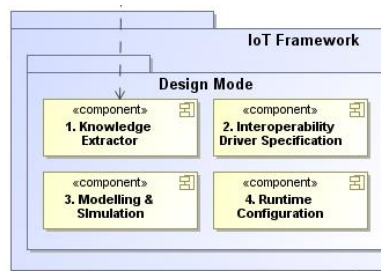 IoT Framework
Design Mode
«component»
1. Knowledge
Extractor
«component»
2. Interoperability
Driver Specification
«component»
3. Modelling &
SImulation
«component»
4. Runtime
Configuration